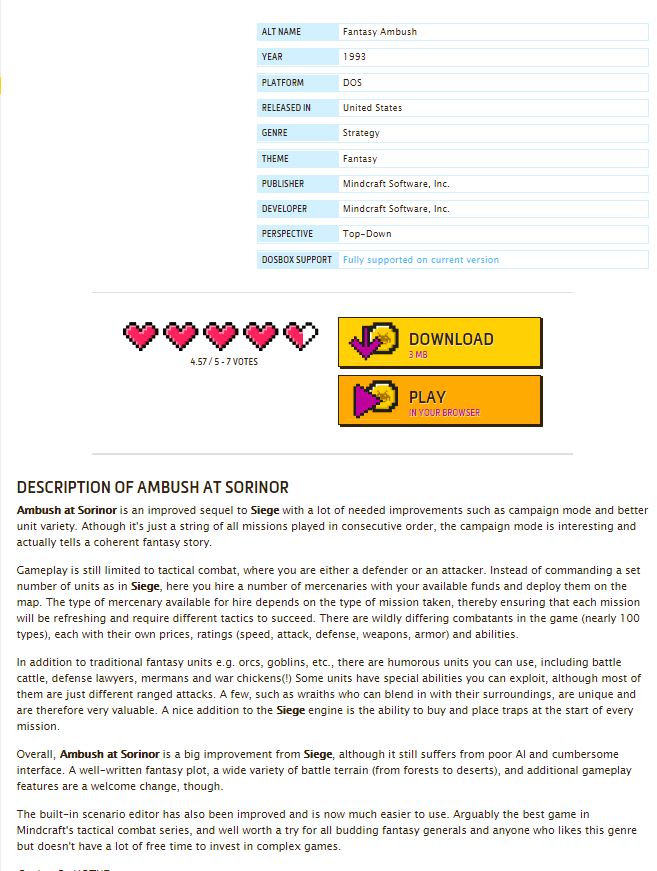 ALT NAME Fantasy Ambush
YEAR 1993
PLATFORM DOS
RELEASED IN United States
GENRE Strategy
THEME Fantasy
PUBLISHER Mindcraft Software, Inc.
DEVELOPER Mindcraft Software, Inc.
PERSPECTIVE Top-Down
DOSBOX SUPPORT Fully supported on current version
4.57 / 5 - 7 VOTES
DOWNLOAD
3 MB
PLAY
IN YOUR BROWSER
DESCRIPTION OF AMBUSH AT SORINOR
Ambush at Sorinor is an improved sequel to Siege with a lot of needed improvements such as campaign mode and better
unit variety. Athough it's just a string of all missions played in consecutive order, the campaign mode is interesting and
actually tells a coherent fantasy story.
Gameplay is still limited to tactical combat, where you are either a defender or an attacker. Instead of commanding a set
number of units as in Siege, here you hire a number of mercenaries with your available funds and deploy them on the
map. The type of mercenary available for hire depends on the type of mission taken, thereby ensuring that each mission
will be refreshing and require different tactics to succeed. There are wildly differing combatants in the game (nearly 100
types), each with their own prices, ratings (speed, attack, defense, weapons, armor) and abilities.
In addition to traditional fantasy units e.g. orcs, goblins, etc., there are humorous units you can use, including battle
cattle, defense lawyers, mermans and war chickens(!) Some units have special abilities you can exploit, although most of
them are just different ranged attacks. A few, such as wraiths who can blend in with their surroundings, are unique and
are therefore very valuable. A nice addition to the Siege engine is the ability to buy and place traps at the start of every
mission.
Overall, Ambush at Sorinor is a big improvement from Siege, although it still suffers from poor AI and cumbersome
interface. A well-written fantasy plot, a wide variety of battle terrain (from forests to deserts), and additional gameplay
features are a welcome change, though.
The built-in scenario editor has also been improved and is now much easier to use. Arguably the best game in
Mindcraft's tactical combat series, and well worth a try for all budding fantasy generals and anyone who likes this genre
but doesn't have a lot of free time to invest in complex games.